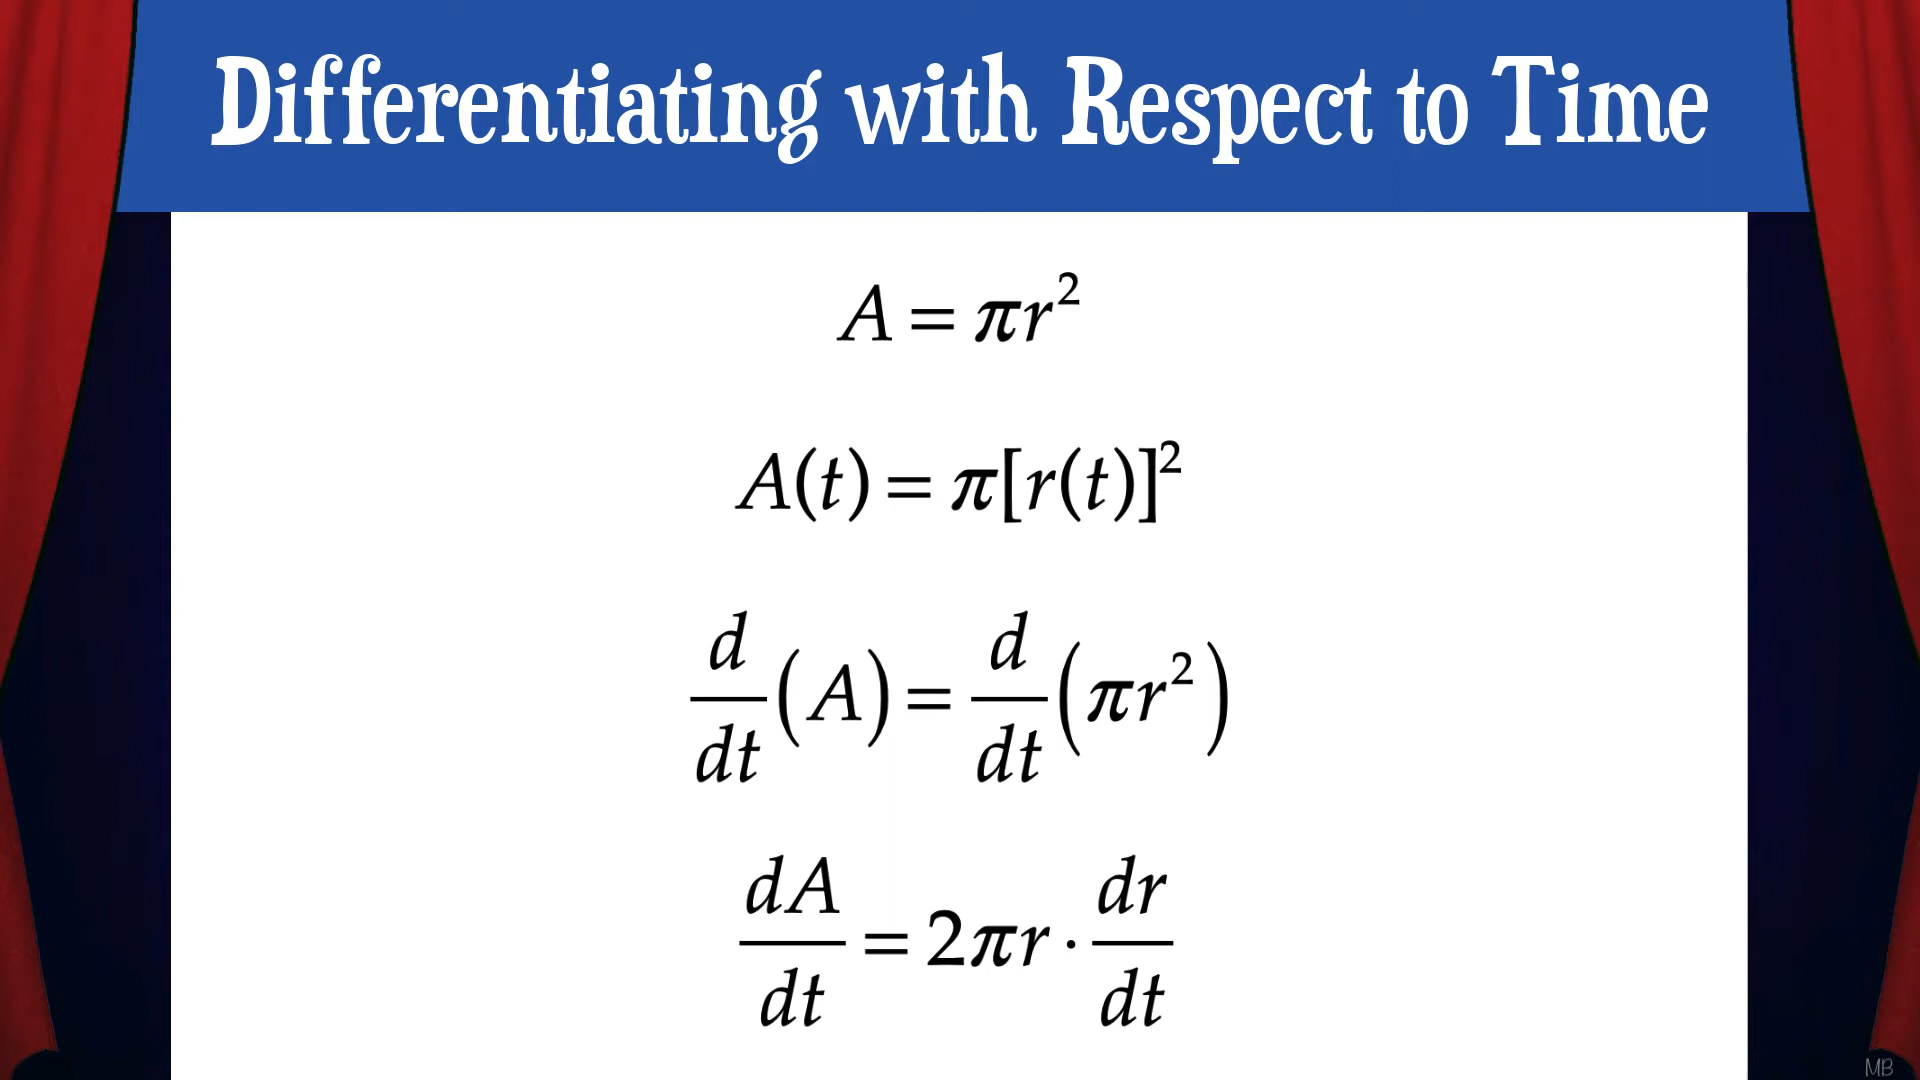 Differentiating with Respect to Time
A = πr²
A(t) = π[r(t)]²
d/dt (A) = d/dt (πr²)
dA/dt = 2πr · dr/dt
MB